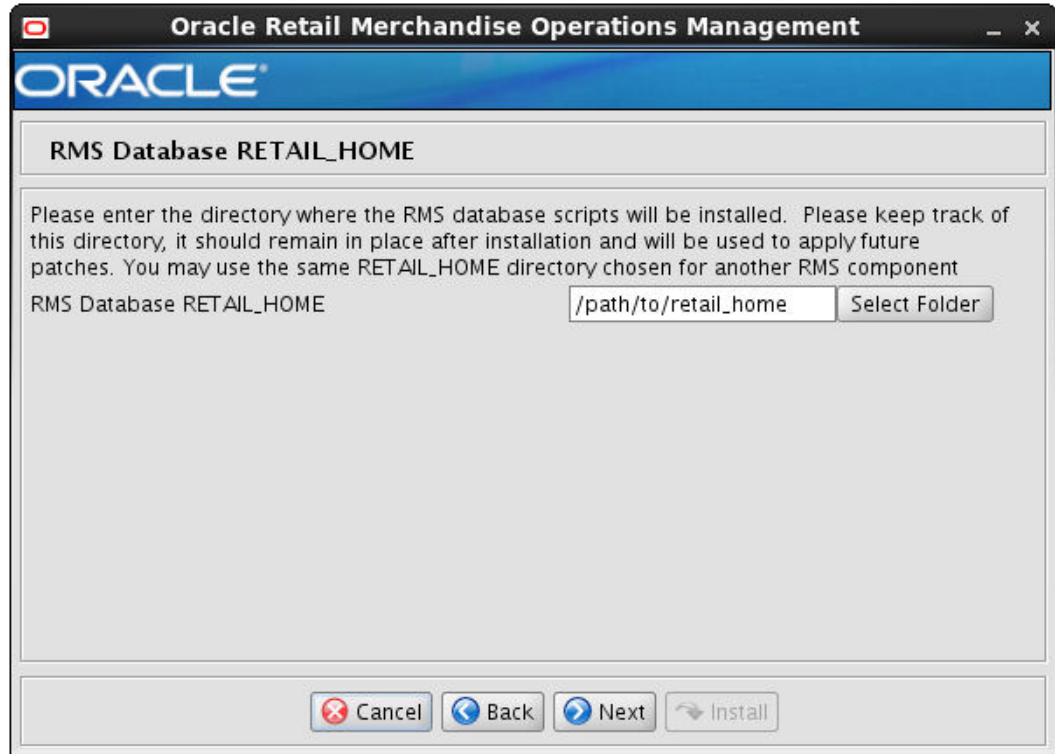 Oracle Retail Merchandise Operations Management
ORACLE
RMS Database RETAIL_HOME
Please enter the directory where the RMS database scripts will be installed. Please keep track of
this directory, it should remain in place after installation and will be used to apply future
patches. You may use the same RETAIL_HOME directory chosen for another RMS component
RMS Database RETAIL_HOME /path/to/retail_home Select Folder
Cancel Back Next Install